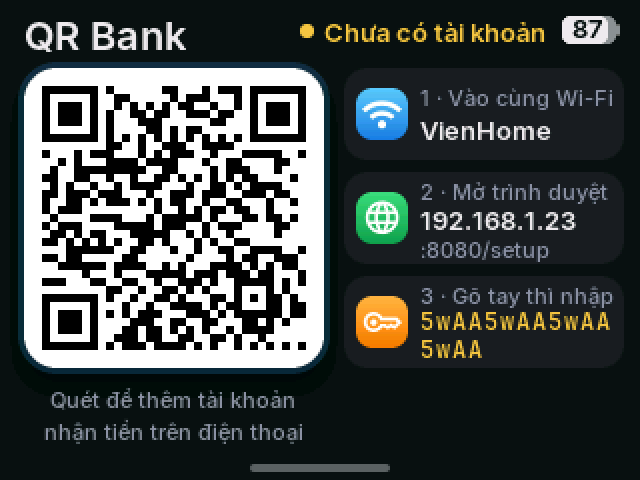 QR Bank
Chưa có tài khoản
87
1 · Vào cùng Wi-Fi
VienHome
2 · Mở trình duyệt
192.168.1.23
:8080/setup
3 · Gõ tay thì nhập
5wAA5wAA5wAA
5wAA
Quét để thêm tài khoản
nhận tiền trên điện thoại